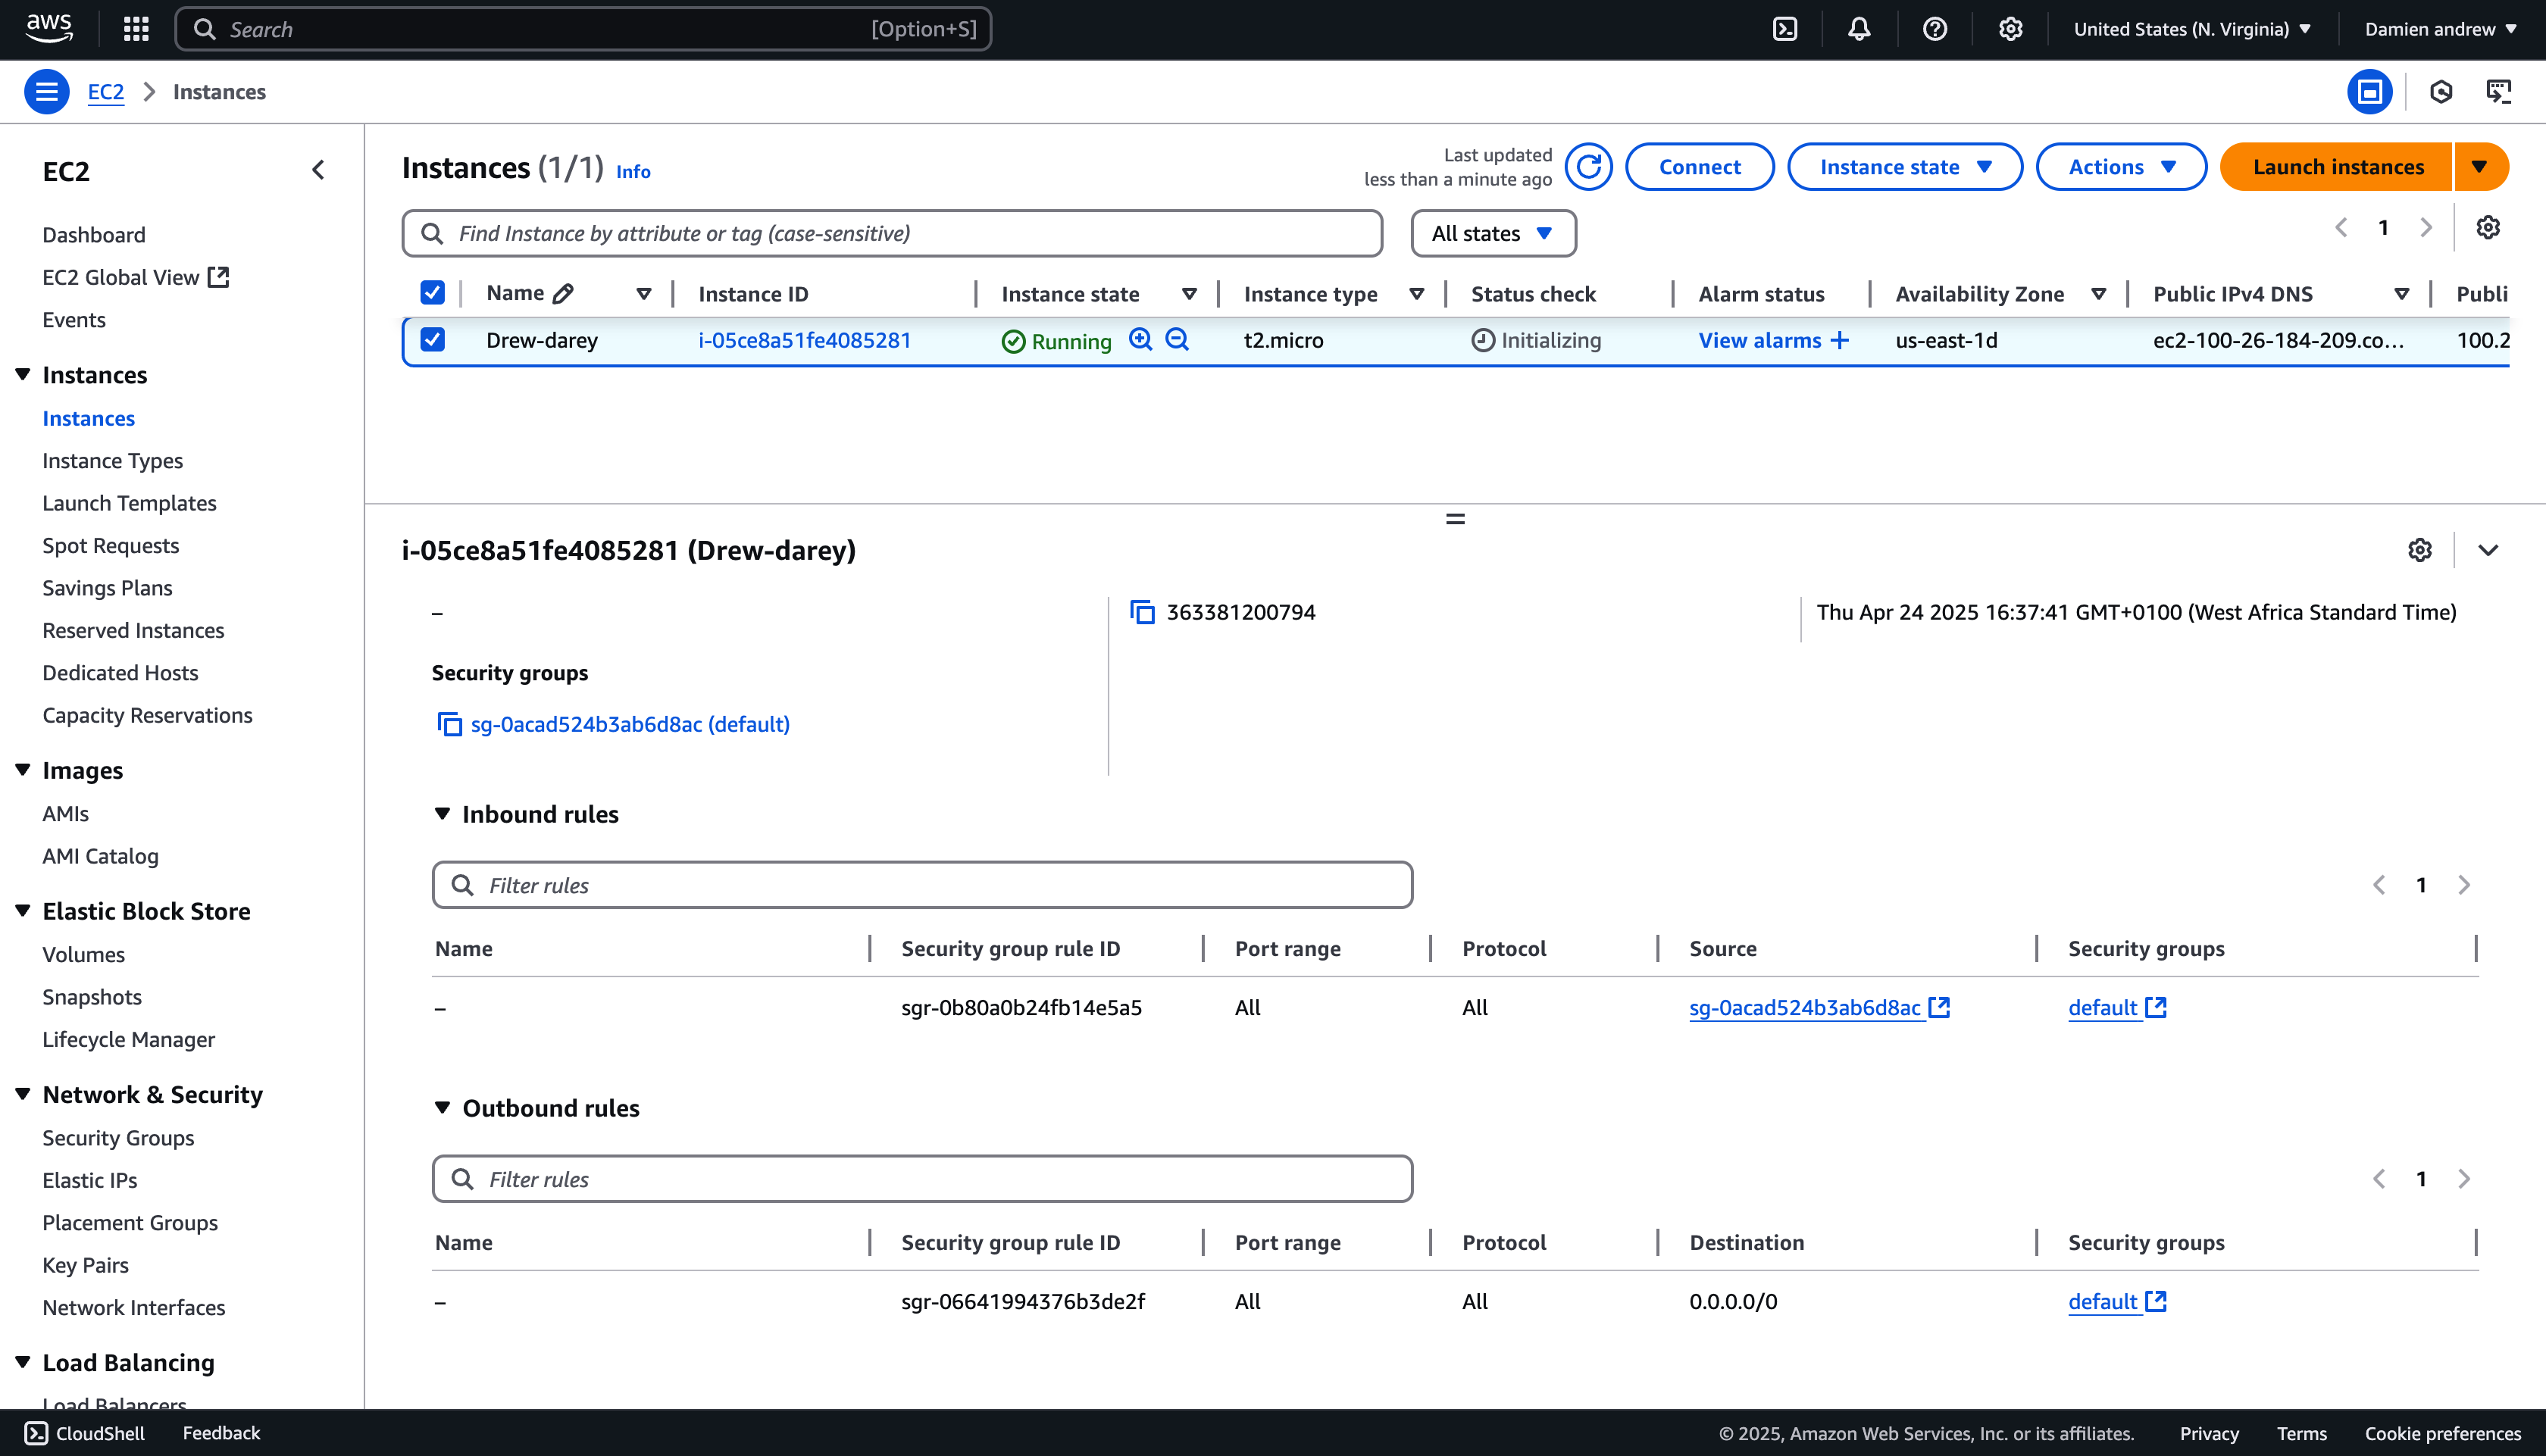 aws
Search [Option+S]
United States (N. Virginia)
Damien andrew
EC2 Instances
EC2
Dashboard
EC2 Global View
Events
Instances
Instances
Instance Types
Launch Templates
Spot Requests
Savings Plans
Reserved Instances
Dedicated Hosts
Capacity Reservations
Images
AMIs
AMI Catalog
Elastic Block Store
Volumes
Snapshots
Lifecycle Manager
Network & Security
Security Groups
Elastic IPs
Placement Groups
Key Pairs
Network Interfaces
Load Balancing
Load Balancers
Instances (1/1) Info
Last updated
less than a minute ago
Connect
Instance state
Actions
Launch instances
Find Instance by attribute or tag (case-sensitive)
All states
1
Name Instance ID Instance state Instance type Status check Alarm status Availability Zone Public IPv4 DNS Publi
Drew-darey i-05ce8a51fe4085281 Running t2.micro Initializing View alarms + us-east-1d ec2-100-26-184-209.co... 100.2
i-05ce8a51fe4085281 (Drew-darey)
– 363381200794 Thu Apr 24 2025 16:37:41 GMT+0100 (West Africa Standard Time)
Security groups
sg-0acad524b3ab6d8ac (default)
Inbound rules
Filter rules
1
Name Security group rule ID Port range Protocol Source Security groups
– sgr-0b80a0b24fb14e5a5 All All sg-0acad524b3ab6d8ac default
Outbound rules
Filter rules
1
Name Security group rule ID Port range Protocol Destination Security groups
– sgr-06641994376b3de2f All All 0.0.0.0/0 default
CloudShell Feedback © 2025, Amazon Web Services, Inc. or its affiliates. Privacy Terms Cookie preferences